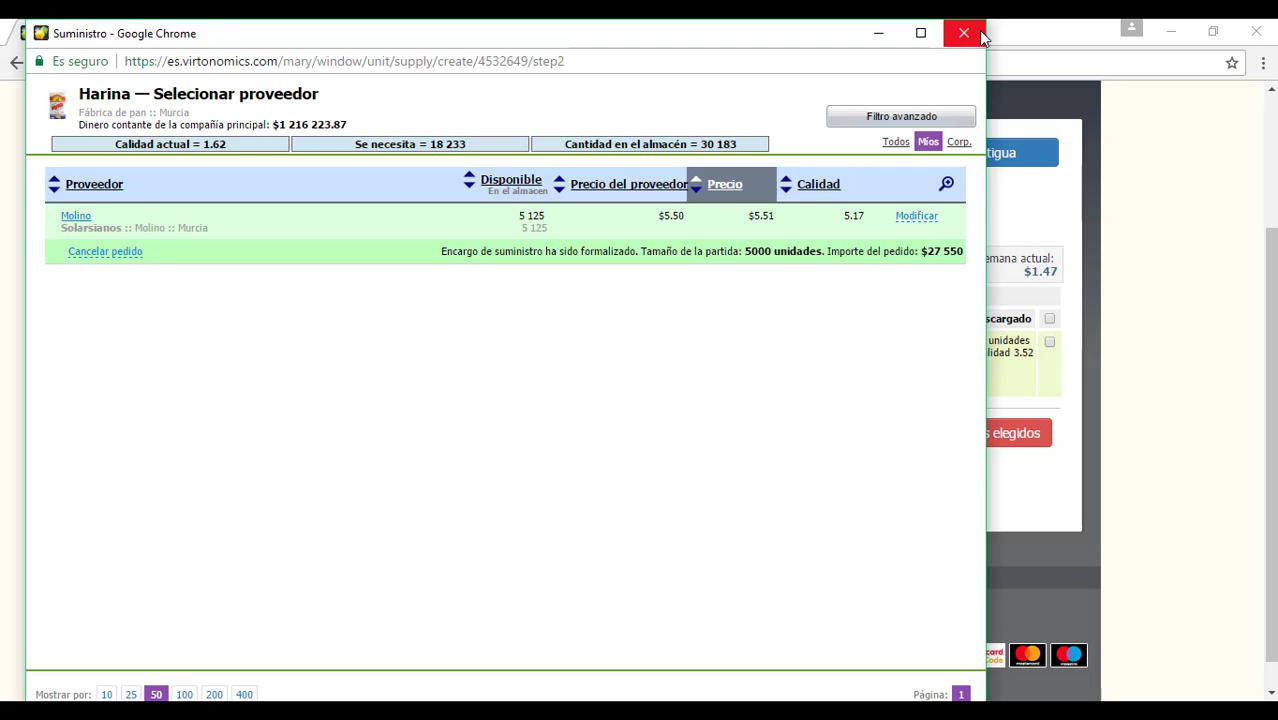 Suministro - Google Chrome
Es seguro https://es.virtonomics.com/mary/window/unit/supply/create/4532649/step2
Harina — Selecionar proveedor
Fábrica de pan :: Murcia
Dinero contante de la compañía principal: $1 216 223.87
Filtro avanzado
Calidad actual = 1.62 Se necesita = 18 233 Cantidad en el almacén = 30 183
Todos Míos Corp.
Proveedor Disponible En el almacen Precio del proveedor Precio Calidad
Molino 5 125 $5.50 $5.51 5.17 Modificar
Solarsianos :: Molino :: Murcia 5 125
Cancelar pedido Encargo de suministro ha sido formalizado. Tamaño de la partida: 5000 unidades. Importe del pedido: $27 550
Mostrar por: 10 25 50 100 200 400 Página: 1
tigua
emana actual:
$1.47
scargado
unidades
lidad 3.52
s elegidos
card
Code
mastercard
maestro